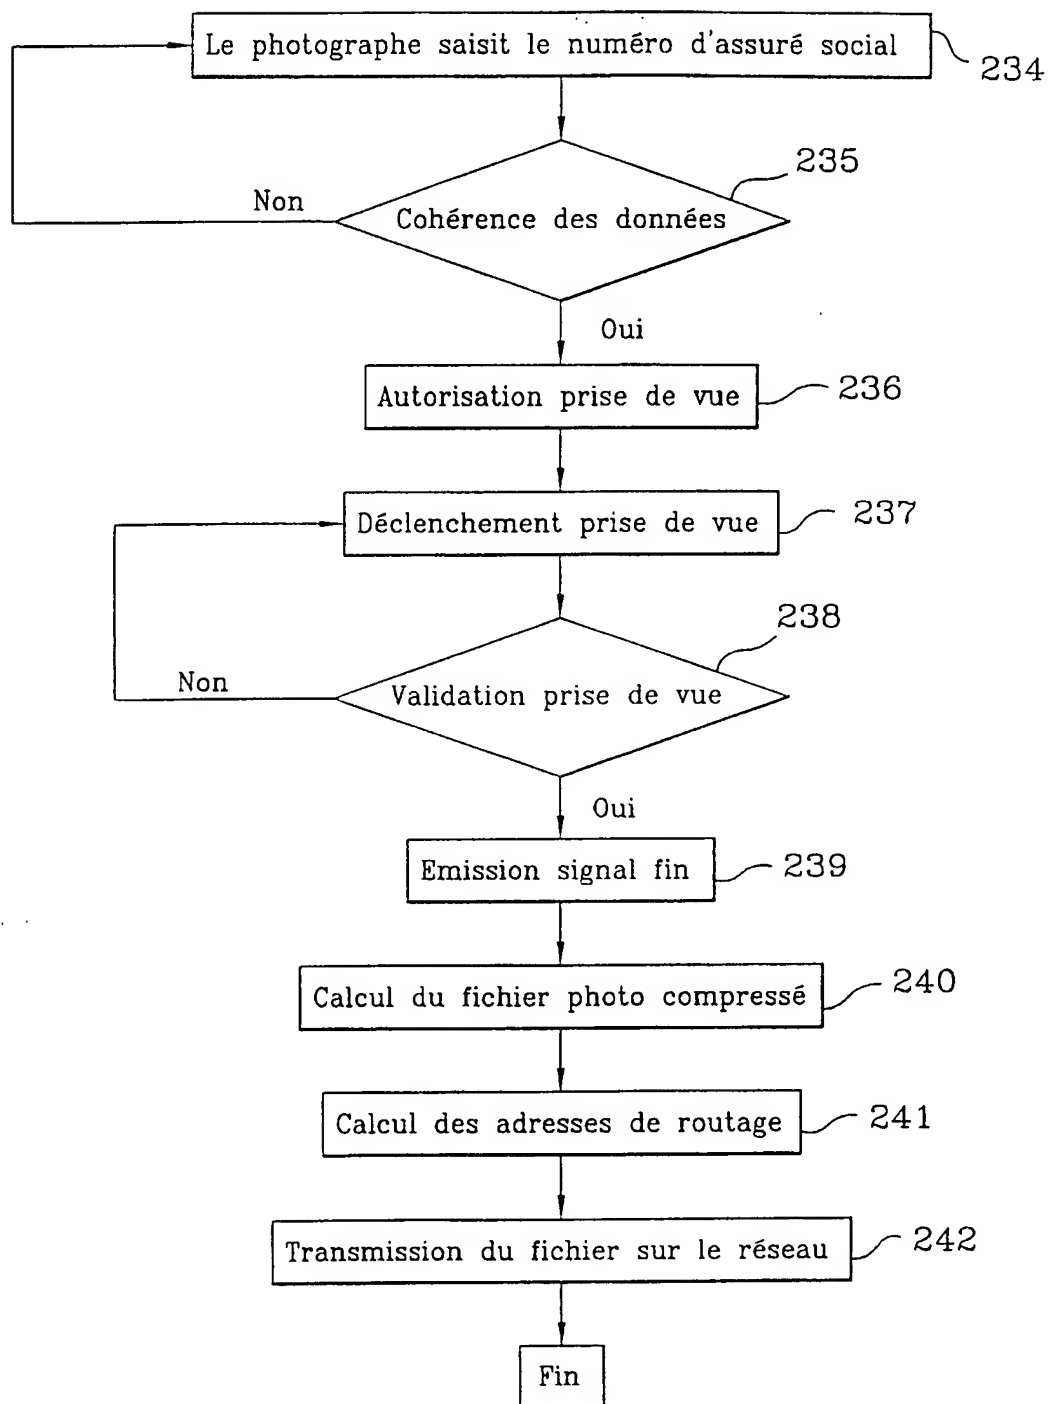 Le photographe saisit le numéro d'assuré social
234
235
Non
Cohérence des données
Oui
Autorisation prise de vue
236
Déclenchement prise de vue
237
238
Non
Validation prise de vue
Oui
Emission signal fin
239
Calcul du fichier photo compressé
240
Calcul des adresses de routage
241
Transmission du fichier sur le réseau
242
Fin